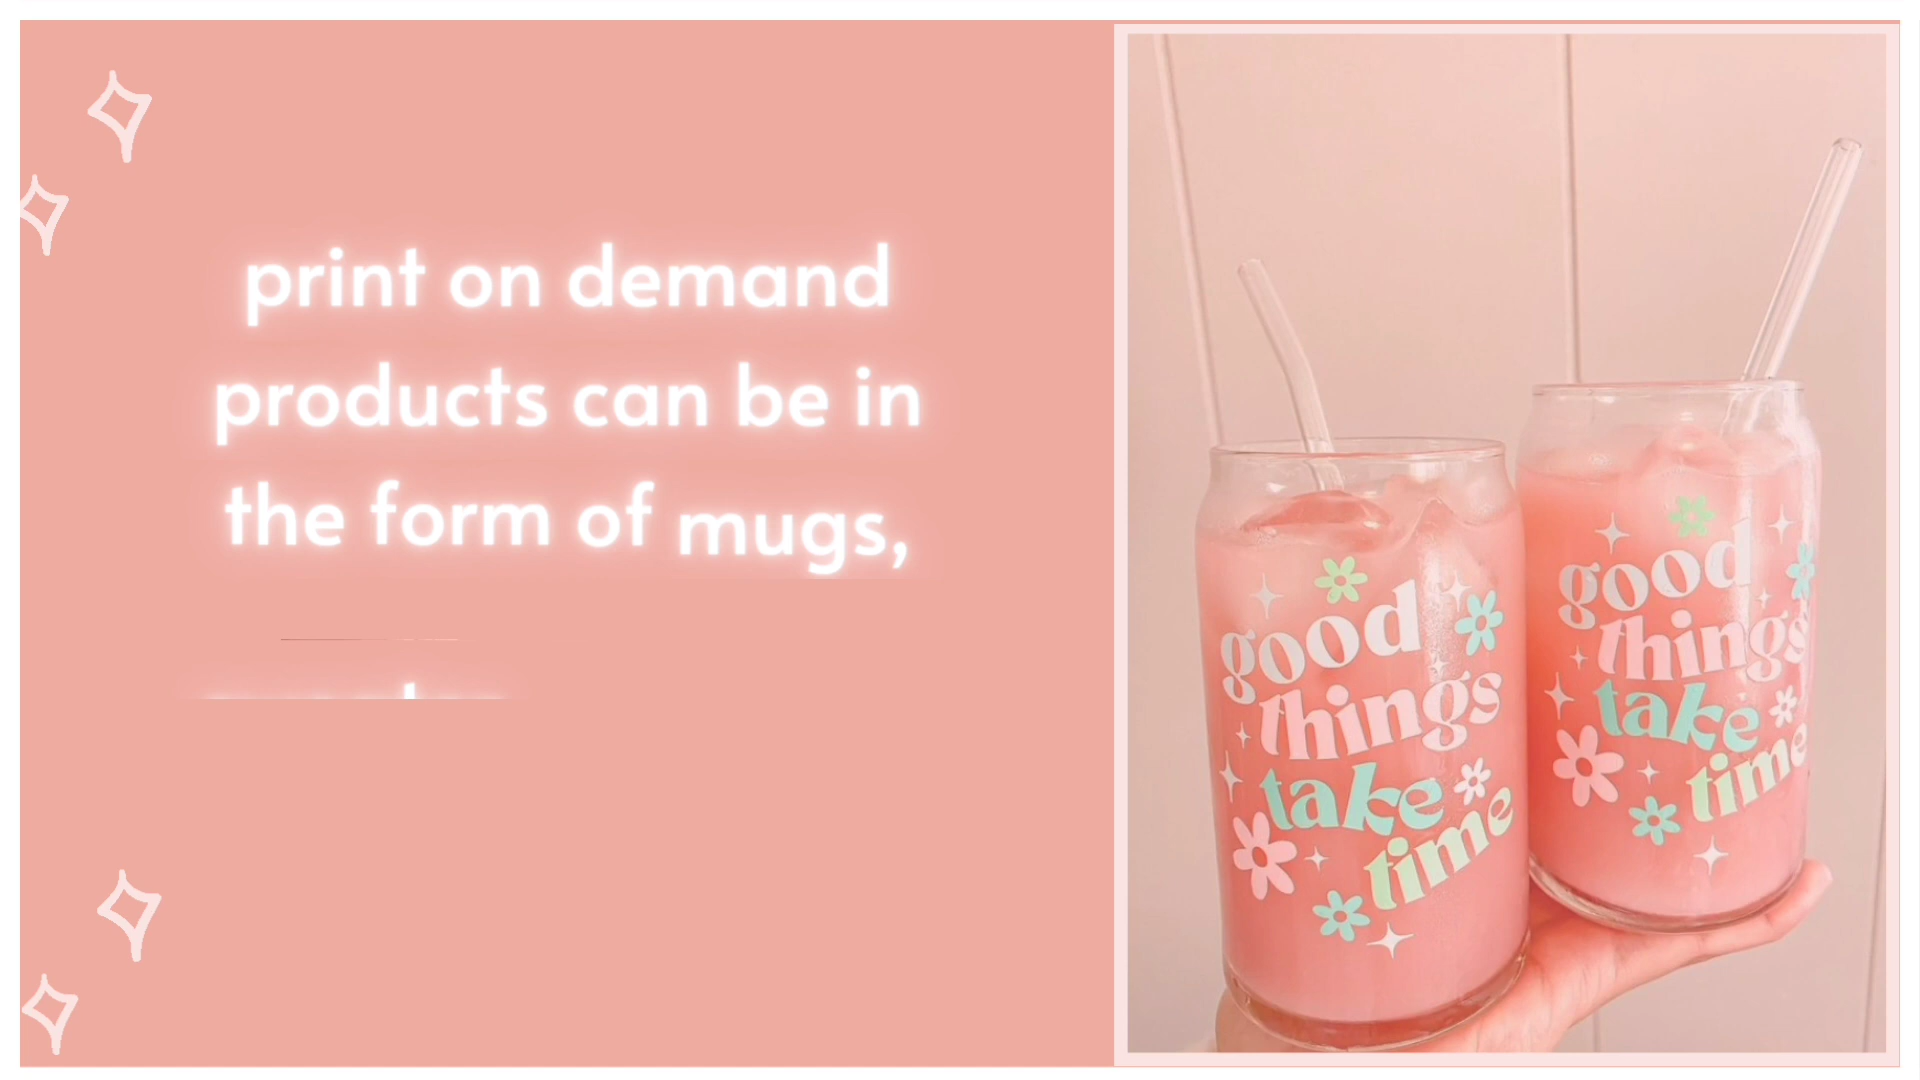 print on demand
products can be in
the form of mugs,
good
things
take
time
good
things
take
time